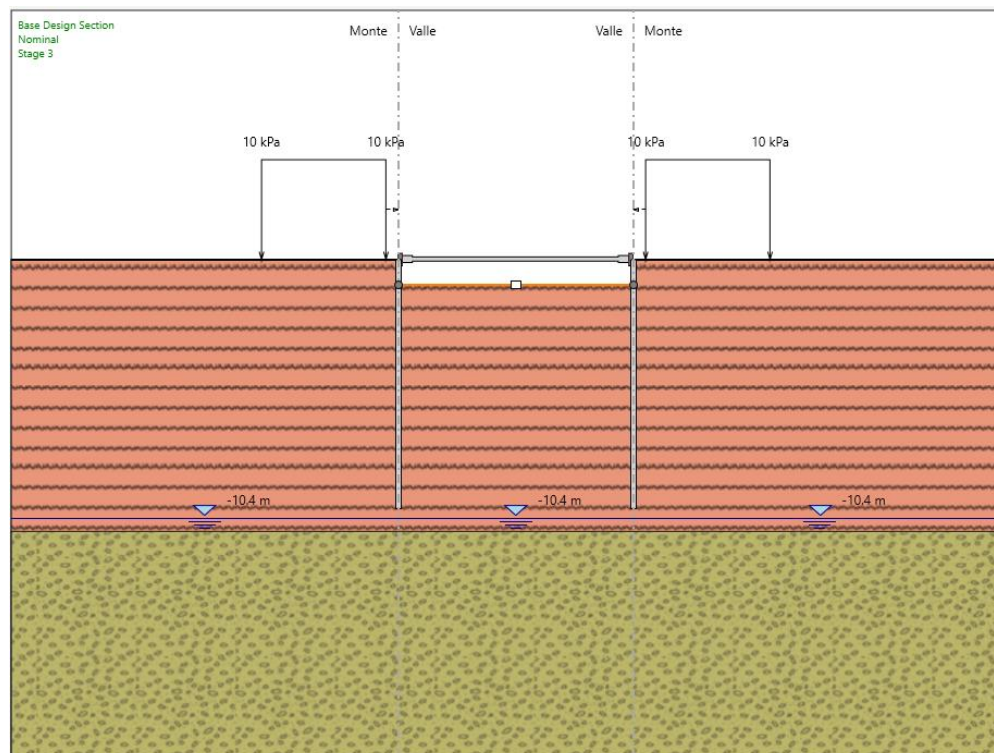 Base Design Section
Nominal
Stage 3
Monte Valle Valle Monte
10 kPa 10 kPa 10 kPa 10 kPa
-10,4 m -10,4 m -10,4 m